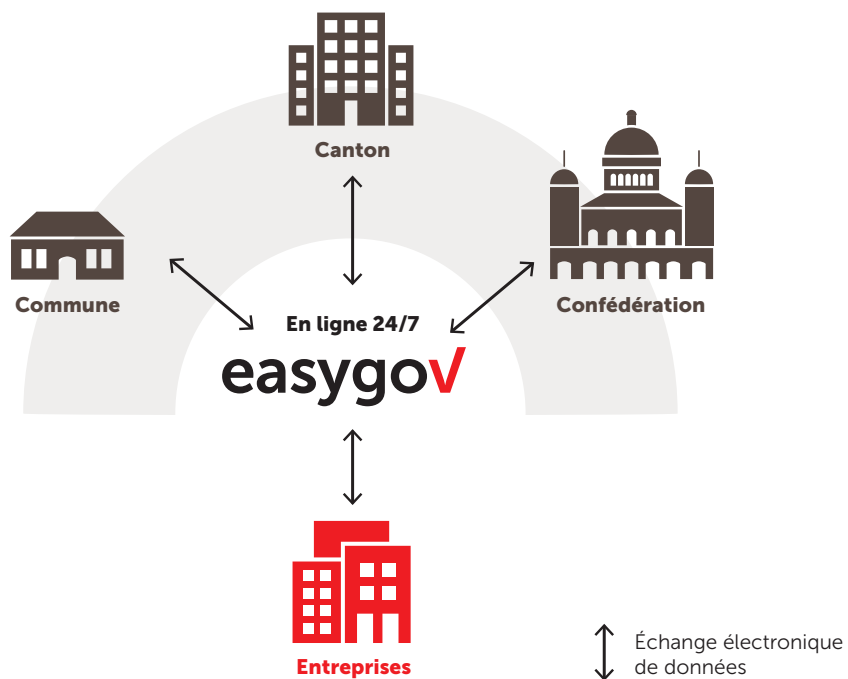 Canton
Commune
Confédération
En ligne 24/7
easygov
Entreprises
Échange électronique
de données